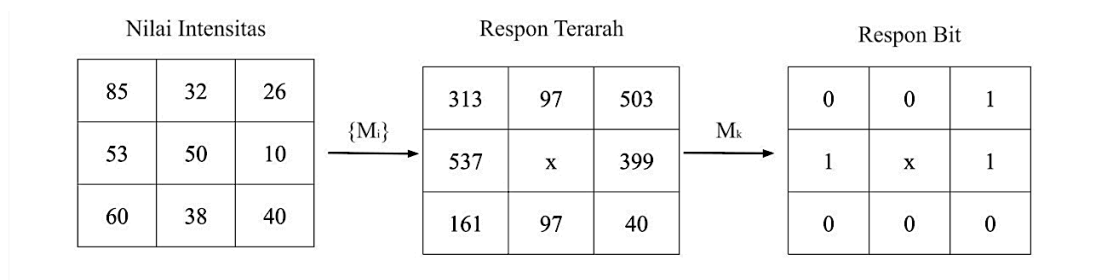 Nilai Intensitas
85 32 26
53 50 10
60 38 40
{Mᵢ}
Respon Terarah
313 97 503
537 x 399
161 97 40
Mₖ
Respon Bit
0 0 1
1 x 1
0 0 0